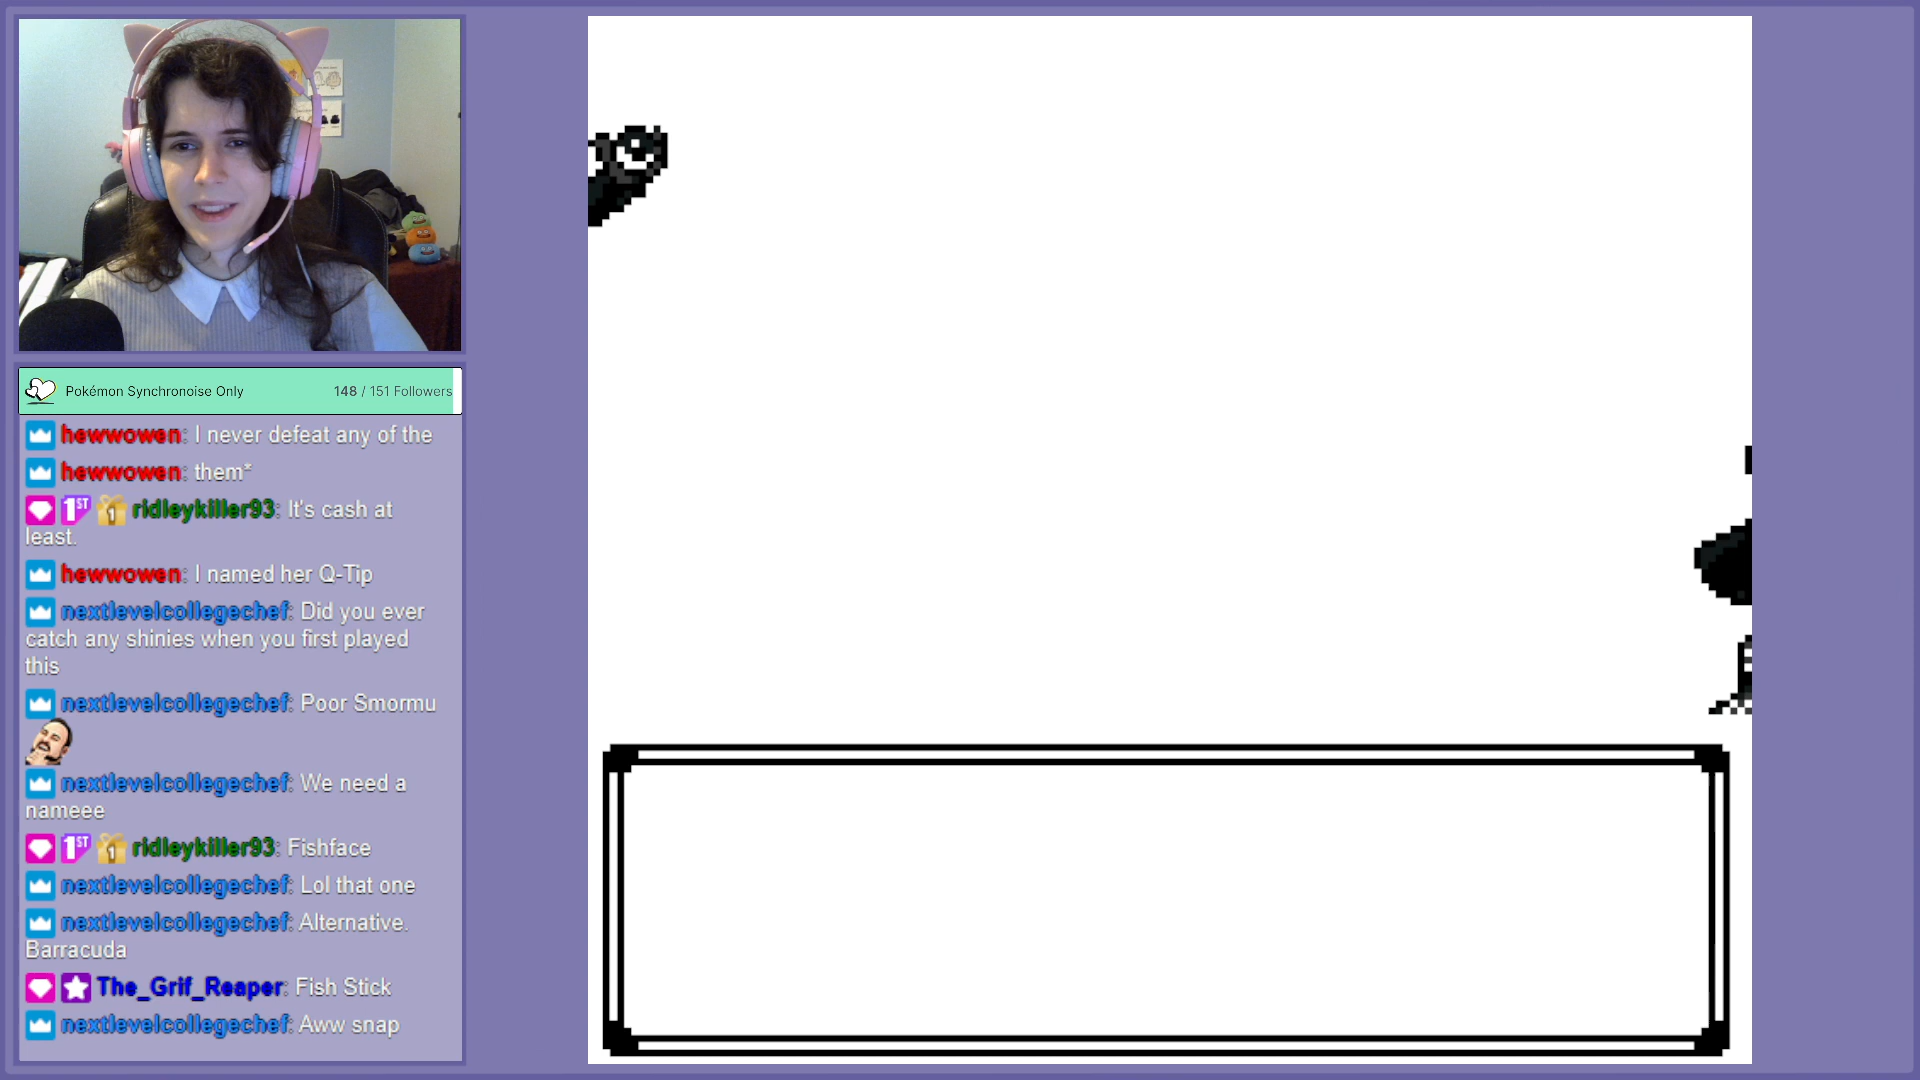 Pokémon Synchronoise Only 148 / 151 Followers
hewwowen: I never defeat any of the
hewwowen: them*
1ST 1 ridleykiller93: It's cash at
least.
hewwowen: I named her Q-Tip
nextlevelcollegechef: Did you ever
catch any shinies when you first played
this
nextlevelcollegechef: Poor Smormu
nextlevelcollegechef: We need a
nameee
1ST 1 ridleykiller93: Fishface
nextlevelcollegechef: Lol that one
nextlevelcollegechef: Alternative.
Barracuda
The_Grif_Reaper: Fish Stick
nextlevelcollegechef: Aww snap